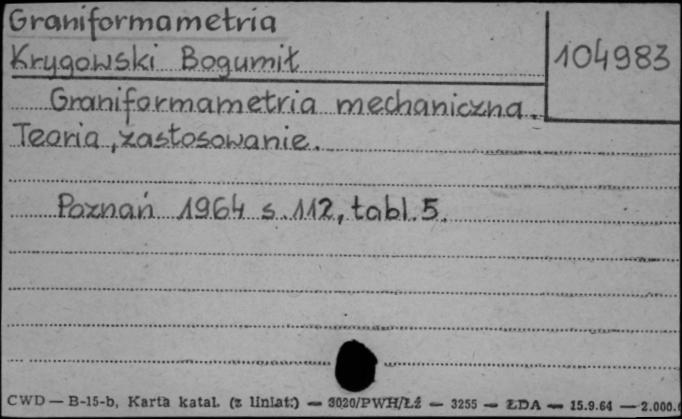 Graniformametria
Krygowski Bogumił
104983
Graniformametria mechaniczna.
Teoria, zastosowanie.
Poznań 1964 s. 112, tabl. 5.
CWD — B-15-b, Karta katal. (z liniat.) — 3020/PWH/Łź — 3255 — ŁDA — 15.9.64 — 2.000.